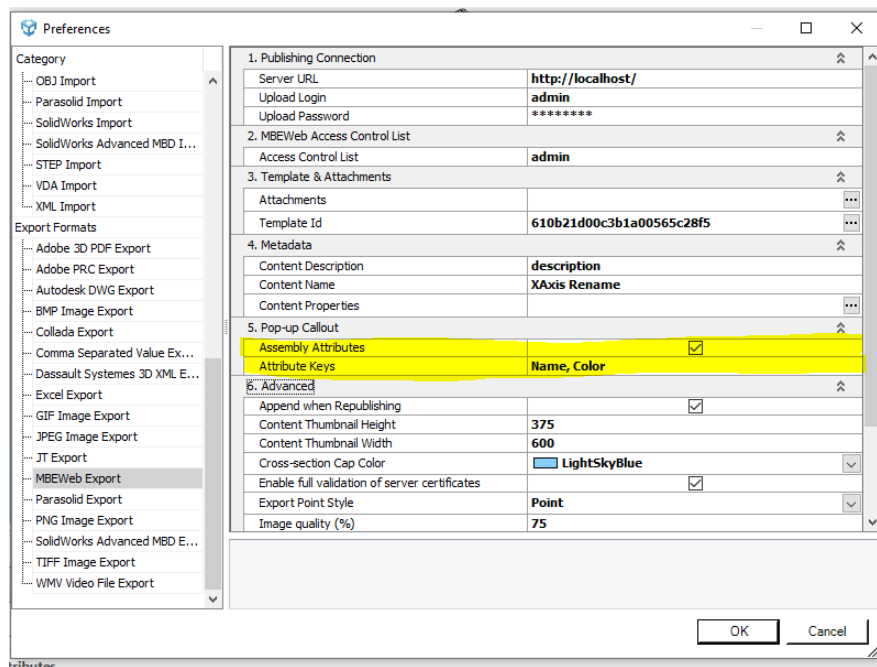 Preferences
Category
OBJ Import
Parasolid Import
SolidWorks Import
SolidWorks Advanced MBD I...
STEP Import
VDA Import
XML Import
Export Formats
Adobe 3D PDF Export
Adobe PRC Export
Autodesk DWG Export
BMP Image Export
Collada Export
Comma Separated Value Ex...
Dassault Systemes 3D XML E...
Excel Export
GIF Image Export
JPEG Image Export
JT Export
MBEWeb Export
Parasolid Export
PNG Image Export
SolidWorks Advanced MBD E...
TIFF Image Export
WMV Video File Export
1. Publishing Connection
Server URL http://localhost/
Upload Login admin
Upload Password ********
2. MBEWeb Access Control List
Access Control List admin
3. Template & Attachments
Attachments ...
Template Id 610b21d00c3b1a00565c28f5 ...
4. Metadata
Content Description description
Content Name XAxis Rename
Content Properties ...
5. Pop-up Callout
Assembly Attributes
Attribute Keys Name, Color
6. Advanced
Append when Republishing
Content Thumbnail Height 375
Content Thumbnail Width 600
Cross-section Cap Color LightSkyBlue
Enable full validation of server certificates
Export Point Style Point
Image quality (%) 75
OK Cancel